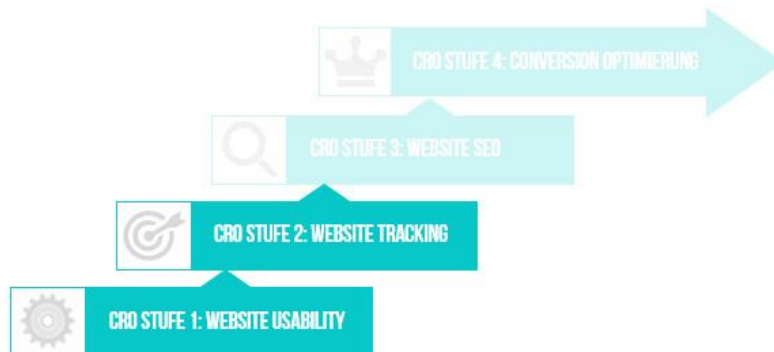 CRO STUFE 4: CONVERSION OPTIMIERUNG
CRO STUFE 3: WEBSITE SEO
CRO STUFE 2: WEBSITE TRACKING
CRO STUFE 1: WEBSITE USABILITY